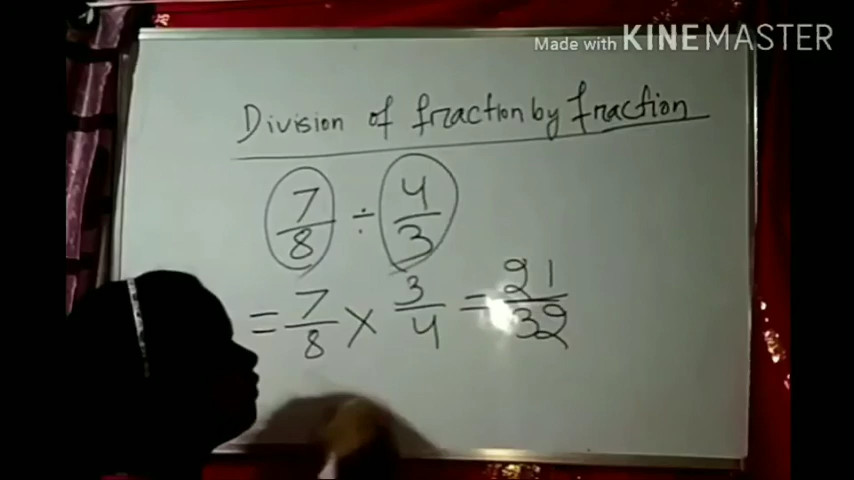 Made with KINEMASTER
Division of fraction by fraction
7/8 ÷ 4/3
= 7/8 × 3/4 = 21/32